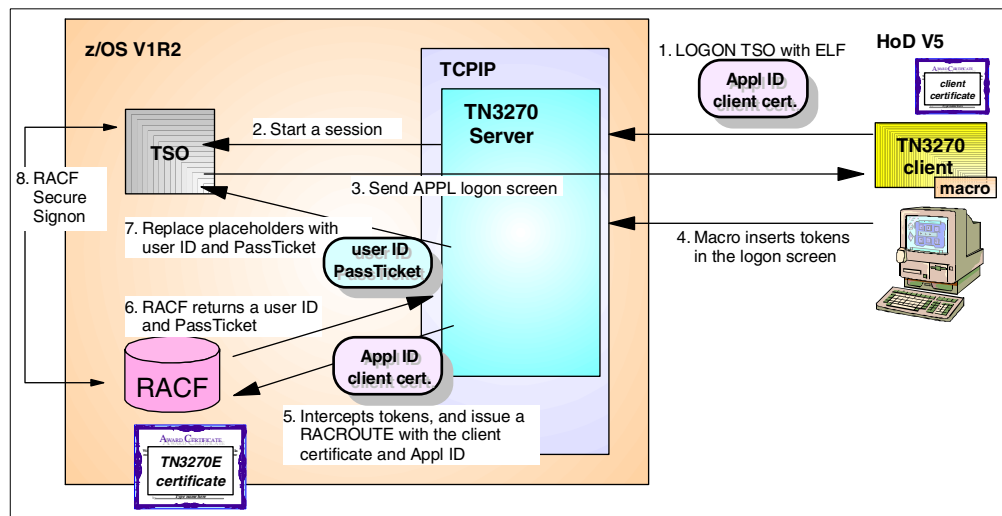 z/OS V1R2
TCPIP
TN3270
Server
1. LOGON TSO with ELF
Appl ID
client cert.
HoD V5
AWARD CERTIFICATE
client
certificate
TN3270
client
macro
2. Start a session
TSO
3. Send APPL logon screen
8. RACF
Secure
Signon
7. Replace placeholders with
user ID and PassTicket
user ID
PassTicket
4. Macro inserts tokens
in the logon screen
6. RACF returns a user ID
and PassTicket
Appl ID
client cert.
RACF
5. Intercepts tokens, and issue a
RACROUTE with the client
certificate and Appl ID
AWARD CERTIFICATE
TN3270E
certificate